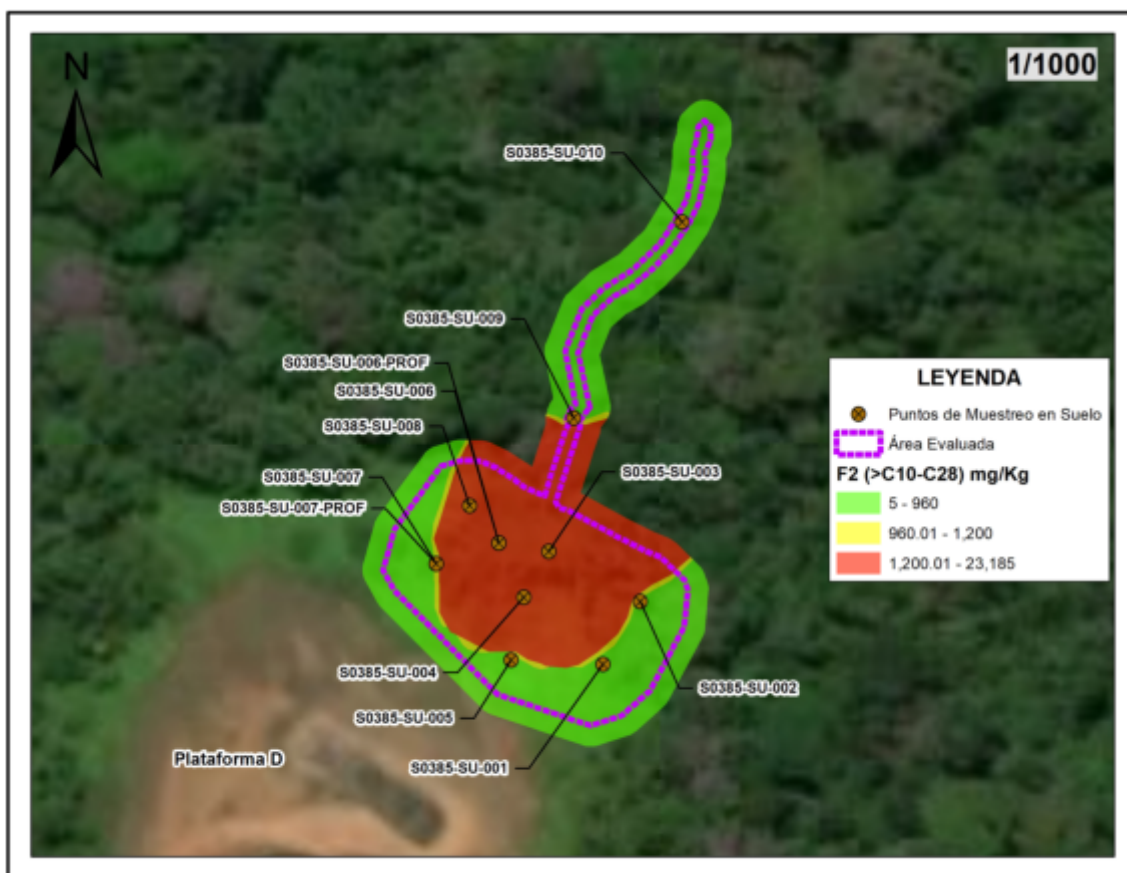 N
1/1000
S0385-SU-010
S0385-SU-009
S0385-SU-006-PROF
S0385-SU-006
S0385-SU-008
S0385-SU-007
S0385-SU-007-PROF
S0385-SU-003
S0385-SU-004
S0385-SU-002
S0385-SU-005
S0385-SU-001
Plataforma D
LEYENDA
Puntos de Muestreo en Suelo
Área Evaluada
F2 (>C10-C28) mg/Kg
5 - 960
960.01 - 1,200
1,200.01 - 23,185